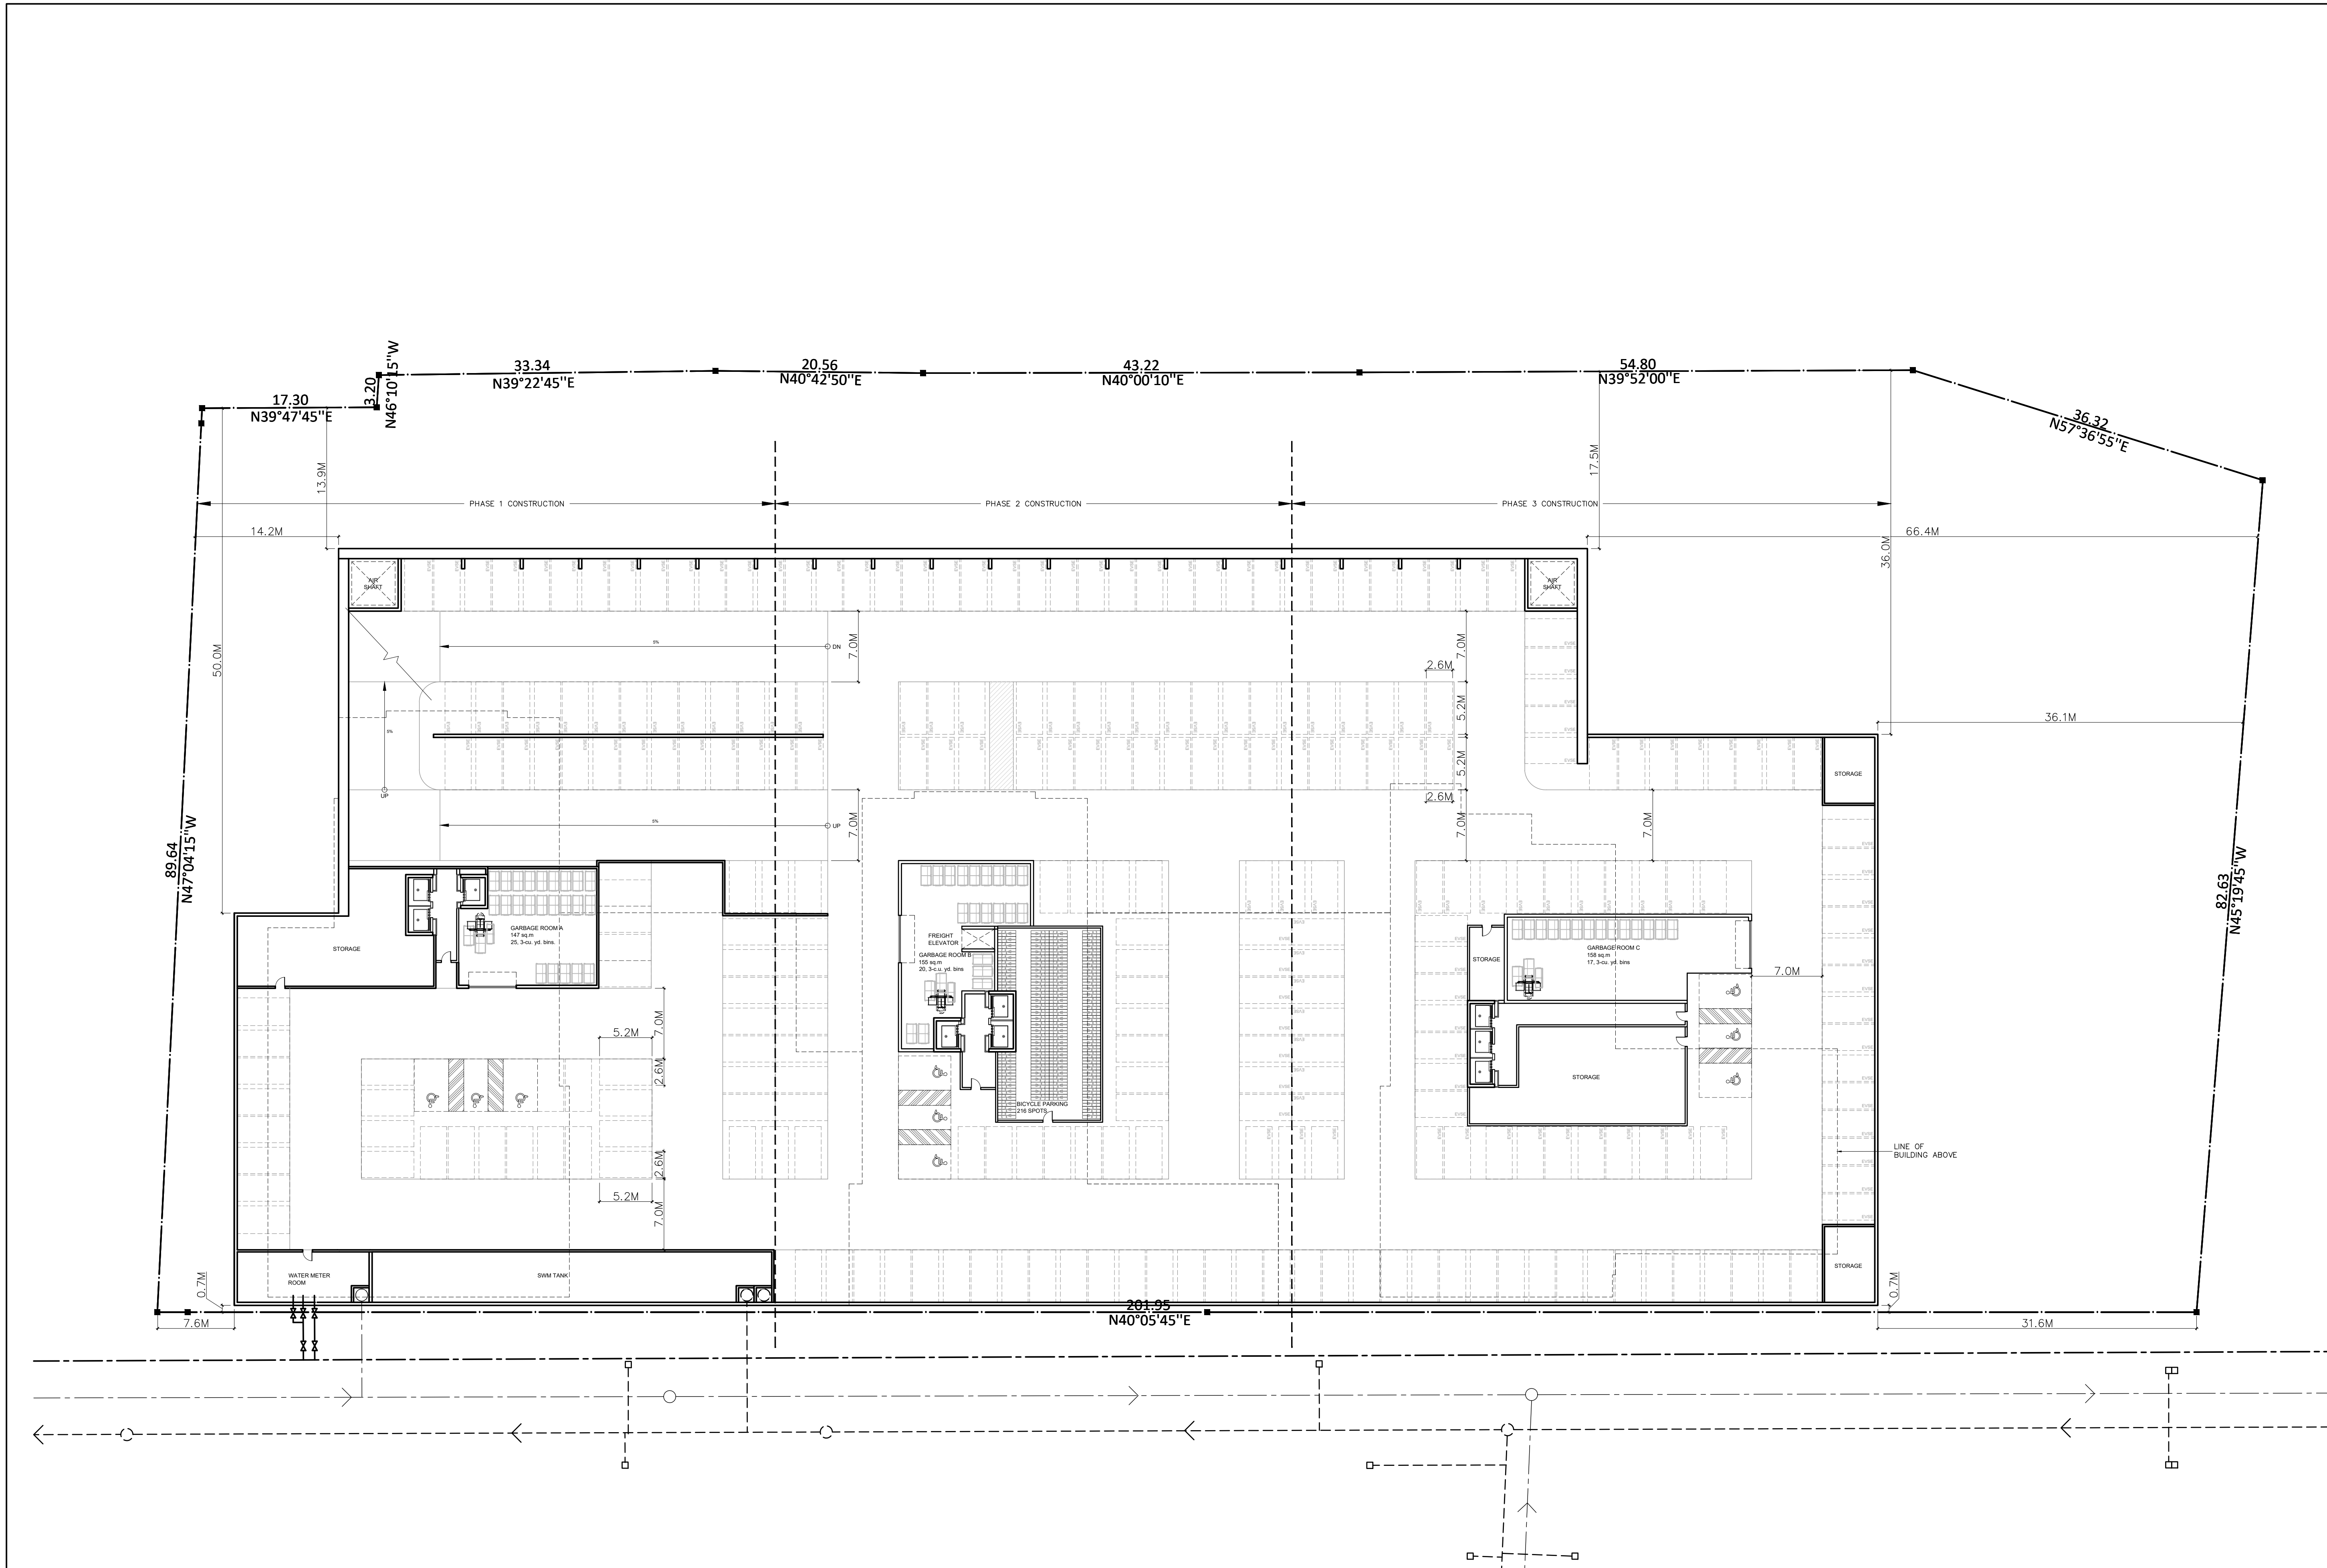 33.34
N39°22'45"E
20.56
N40°42'50"E
43.22
N40°00'10"E
54.80
N39°52'00"E
3.20
N46°10'15"W
17.30
N39°47'45"E
36.32
N57°36'55"E
13.9M
17.5M
PHASE 1 CONSTRUCTION
PHASE 2 CONSTRUCTION
PHASE 3 CONSTRUCTION
14.2M
66.4M
36.0M
AIR
SHAFT
AIR
SHAFT
50.0M
8%
DN
7.0M
7.0M
2.6M
5.2M
36.1M
8%
UP
5.2M
2.6M
STORAGE
8%
UP
7.0M
7.0M
7.0M
89.64
N47°04'15"W
82.63
N45°19'45"W
STORAGE
GARBAGE ROOM A
147 sq.m
25, 3-cu. yd. bins.
FREIGHT
ELEVATOR
GARBAGE ROOM B
155 sq.m
20, 3-c.u. yd. bins
STORAGE
GARBAGE ROOM C
158 sq.m
17, 3-cu. yd. bins
7.0M
5.2M
7.0M
2.6M
STORAGE
BICYCLE PARKING
216 SPOTS
LINE OF
BUILDING ABOVE
2.6M
5.2M
7.0M
WATER METER
ROOM
SWM TANK
STORAGE
0.7M
0.7M
201.95
N40°05'45"E
7.6M
31.6M